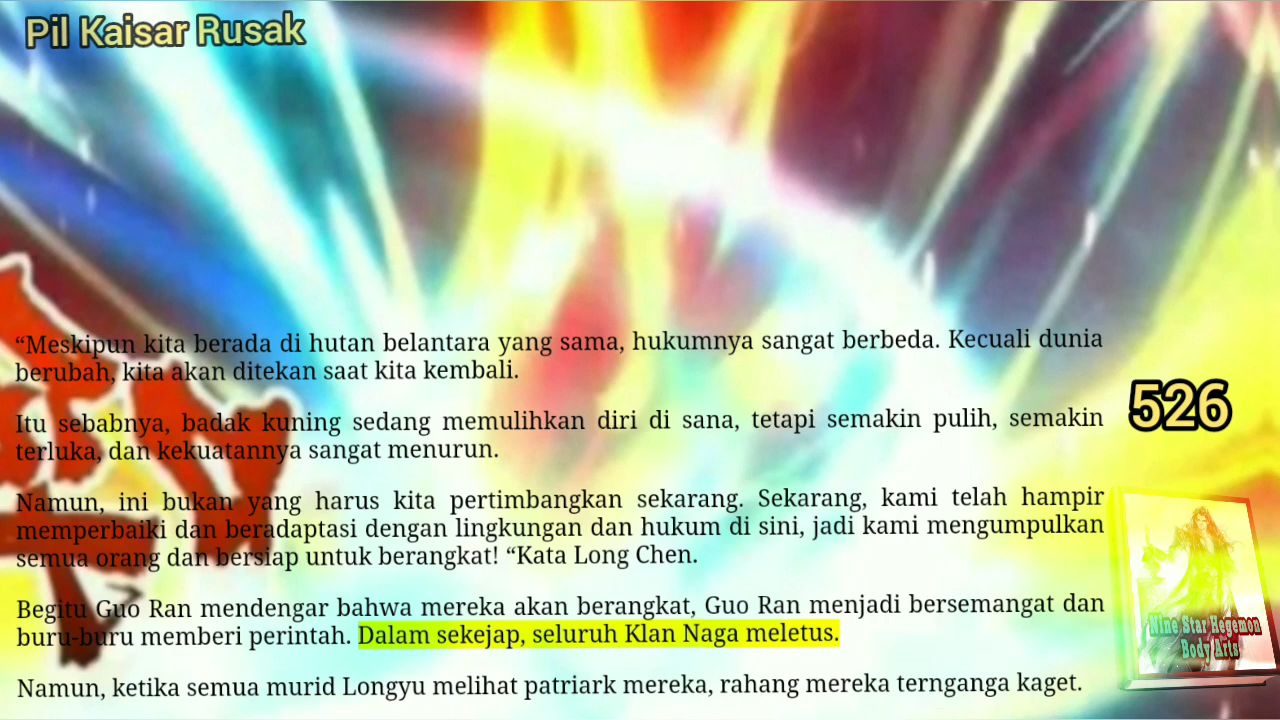 Pil Kaisar Rusak
“Meskipun kita berada di hutan belantara yang sama, hukumnya sangat berbeda. Kecuali dunia
berubah, kita akan ditekan saat kita kembali.
Itu sebabnya, badak kuning sedang memulihkan diri di sana, tetapi semakin pulih, semakin
terluka, dan kekuatannya sangat menurun.
Namun, ini bukan yang harus kita pertimbangkan sekarang. Sekarang, kami telah hampir
memperbaiki dan beradaptasi dengan lingkungan dan hukum di sini, jadi kami mengumpulkan
semua orang dan bersiap untuk berangkat! “Kata Long Chen.
Begitu Guo Ran mendengar bahwa mereka akan berangkat, Guo Ran menjadi bersemangat dan
buru-buru memberi perintah. Dalam sekejap, seluruh Klan Naga meletus.
Namun, ketika semua murid Longyu melihat patriark mereka, rahang mereka ternganga kaget.
526
Nine Star Hegemon
Body Arts